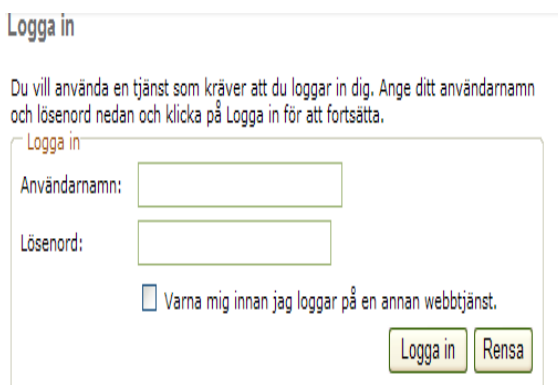 Logga in
Du vill använda en tjänst som kräver att du loggar in dig. Ange ditt användarnamn
och lösenord nedan och klicka på Logga in för att fortsätta.
Logga in
Användarnamn:
Lösenord:
Varna mig innan jag loggar på en annan webbtjänst.
Logga in Rensa